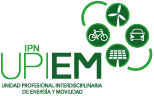 IPN
UPIEM
UNIDAD PROFESIONAL INTERDISCIPLINARIA
DE ENERGÍA Y MOVILIDAD